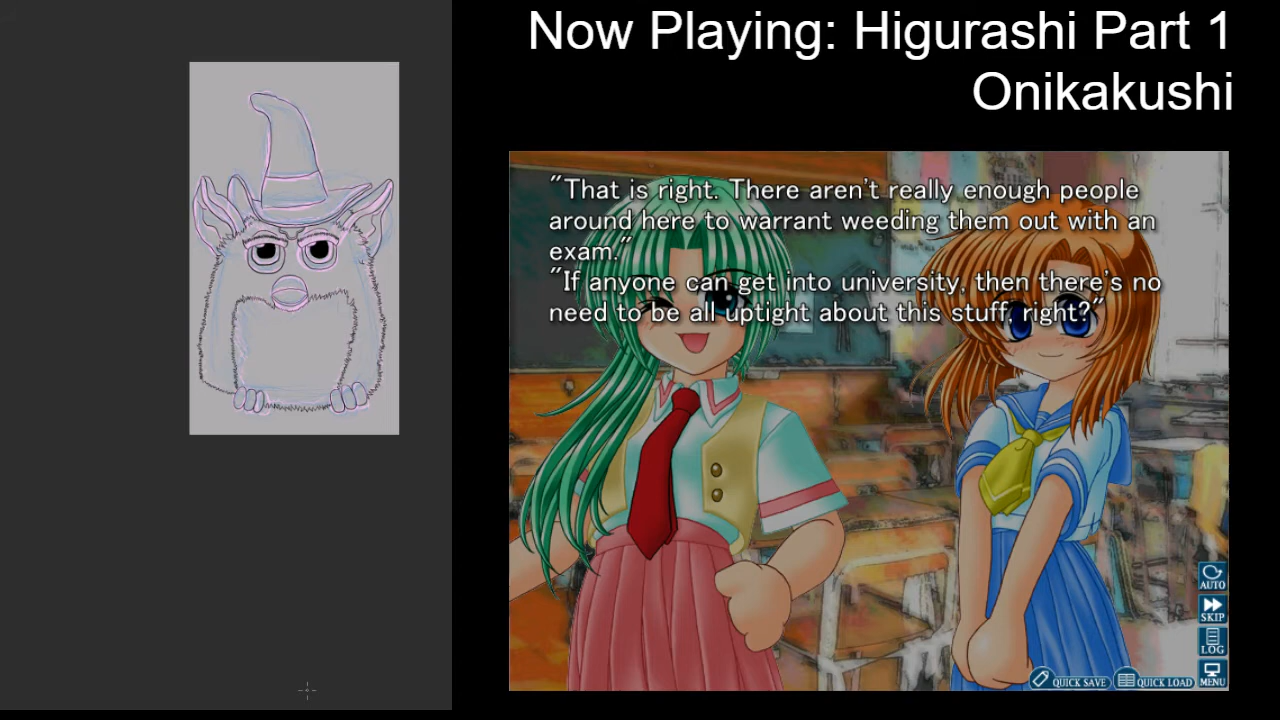 Now Playing: Higurashi Part 1
Onikakushi
"That is right. There aren't really enough people
around here to warrant weeding them out with an
exam."
"If anyone can get into university, then there's no
need to be all uptight about this stuff, right?"
AUTO
SKIP
LOG
MENU
QUICK SAVE
QUICK LOAD